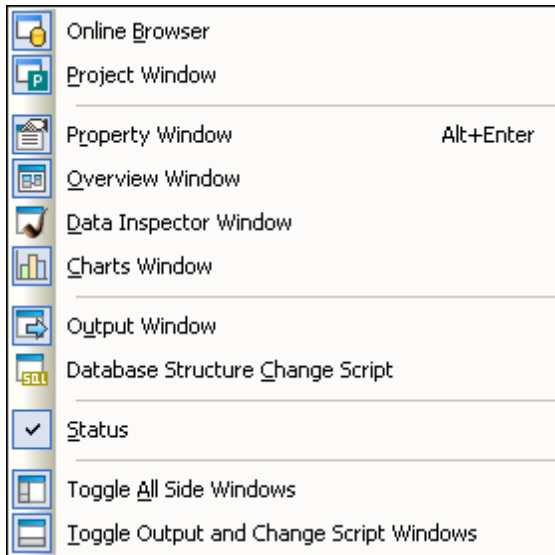 Online Browser
Project Window
Property Window Alt+Enter
Overview Window
Data Inspector Window
Charts Window
Output Window
Database Structure Change Script
Status
Toggle All Side Windows
Toggle Output and Change Script Windows